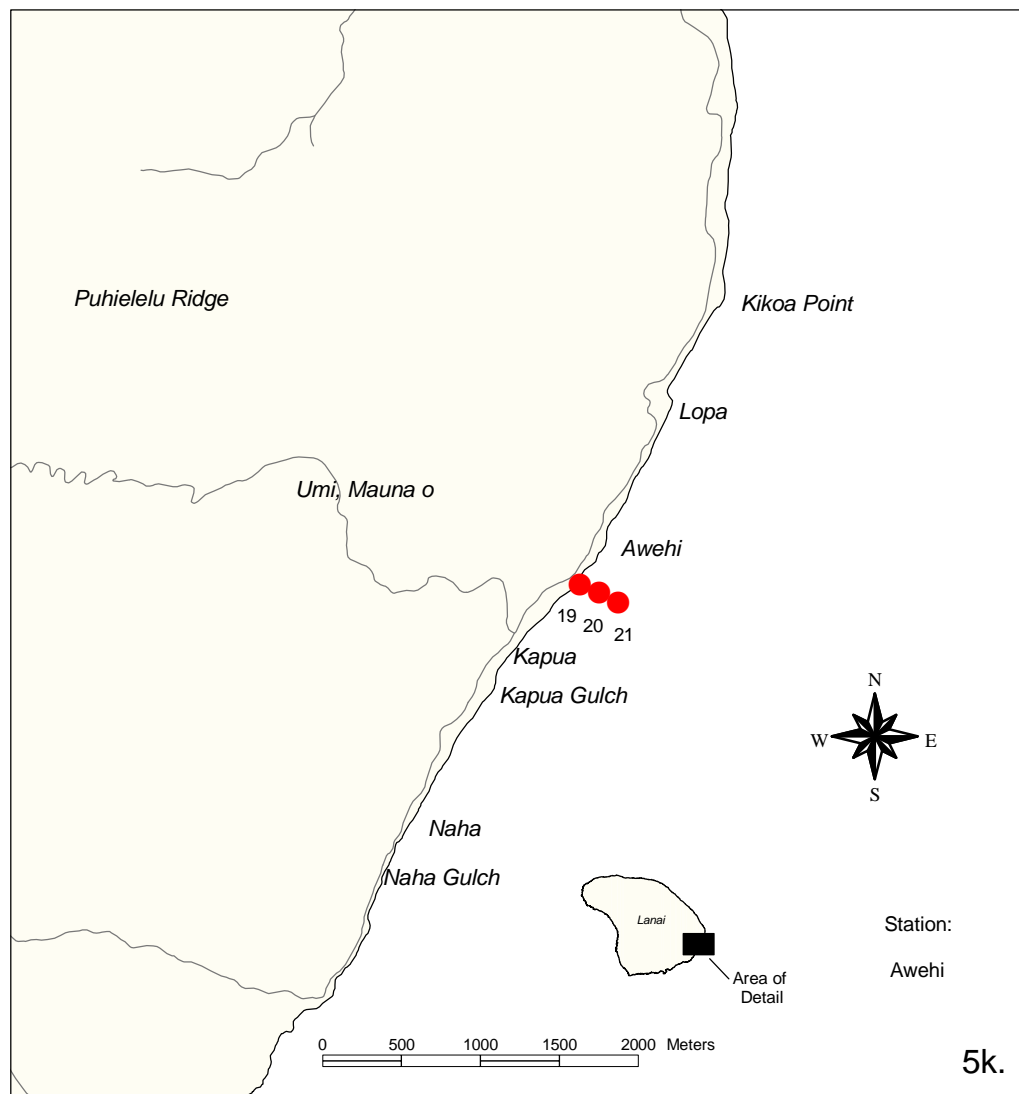 Puhielelu Ridge
Kikoa Point
Lopa
Umi, Mauna o
Awehi
19
20
21
Kapua
Kapua Gulch
N
W
E
S
Naha
Naha Gulch
Lanai
Area of
Detail
Station:
Awehi
0 500 1000 1500 2000 Meters
5k.